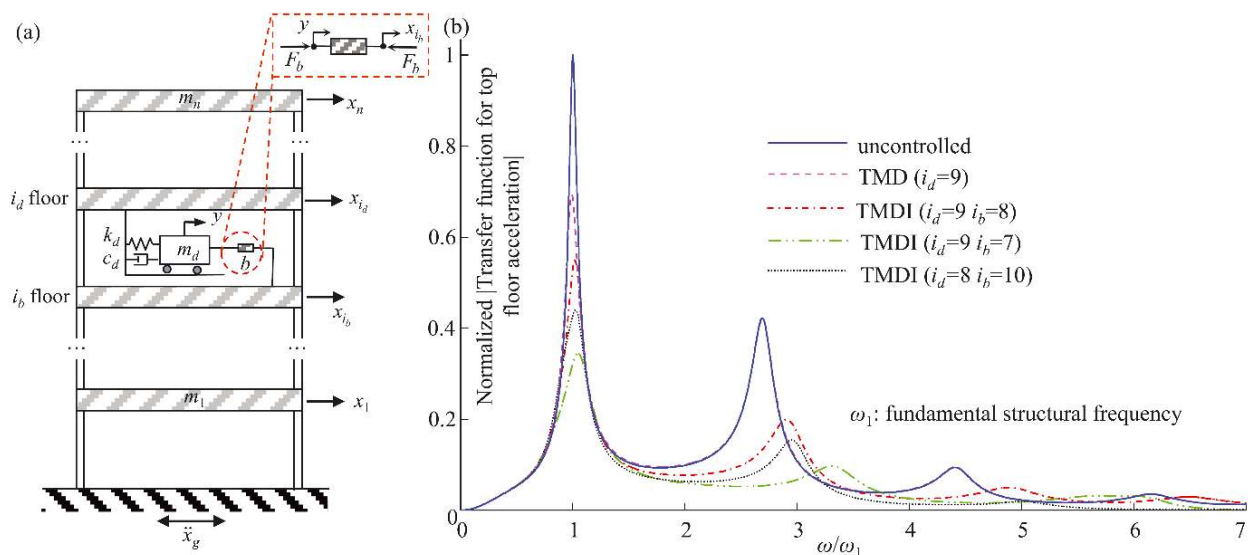 (a)
y
x_{i_b}
F_b
F_b
m_n
x_n
...
...
i_d floor
x_{i_d}
y
k_d
m_d
c_d
b
i_b floor
x_{i_b}
...
...
m_1
x_1
ẍ_g
(b)
Normalized |Transfer function for top
floor acceleration|
1
0.8
0.6
0.4
0.2
0
0
1
2
3
4
5
6
7
ω/ω_1
uncontrolled
TMD (i_d=9)
TMDI (i_d=9 i_b=8)
TMDI (i_d=9 i_b=7)
TMDI (i_d=8 i_b=10)
ω_1: fundamental structural frequency